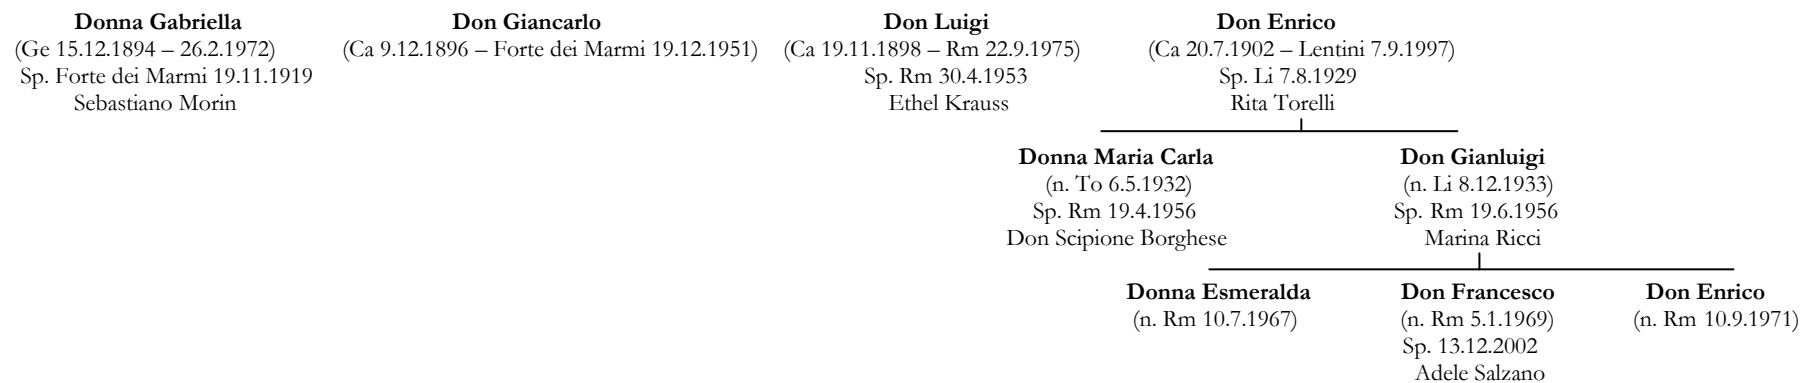 Donna Gabriella
(Ge 15.12.1894 – 26.2.1972)
Sp. Forte dei Marmi 19.11.1919
Sebastiano Morin
Don Giancarlo
(Ca 9.12.1896 – Forte dei Marmi 19.12.1951)
Don Luigi
(Ca 19.11.1898 – Rm 22.9.1975)
Sp. Rm 30.4.1953
Ethel Krauss
Don Enrico
(Ca 20.7.1902 – Lentini 7.9.1997)
Sp. Li 7.8.1929
Rita Torelli
Donna Maria Carla
(n. To 6.5.1932)
Sp. Rm 19.4.1956
Don Scipione Borghese
Don Gianluigi
(n. Li 8.12.1933)
Sp. Rm 19.6.1956
Marina Ricci
Donna Esmeralda
(n. Rm 10.7.1967)
Don Francesco
(n. Rm 5.1.1969)
Sp. 13.12.2002
Adele Salzano
Don Enrico
(n. Rm 10.9.1971)